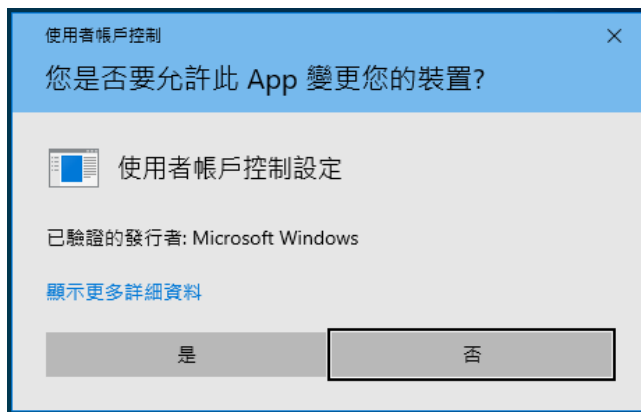 使用者帳戶控制
您是否要允許此 App 變更您的裝置?
使用者帳戶控制設定
已驗證的發行者: Microsoft Windows
顯示更多詳細資料
是
否